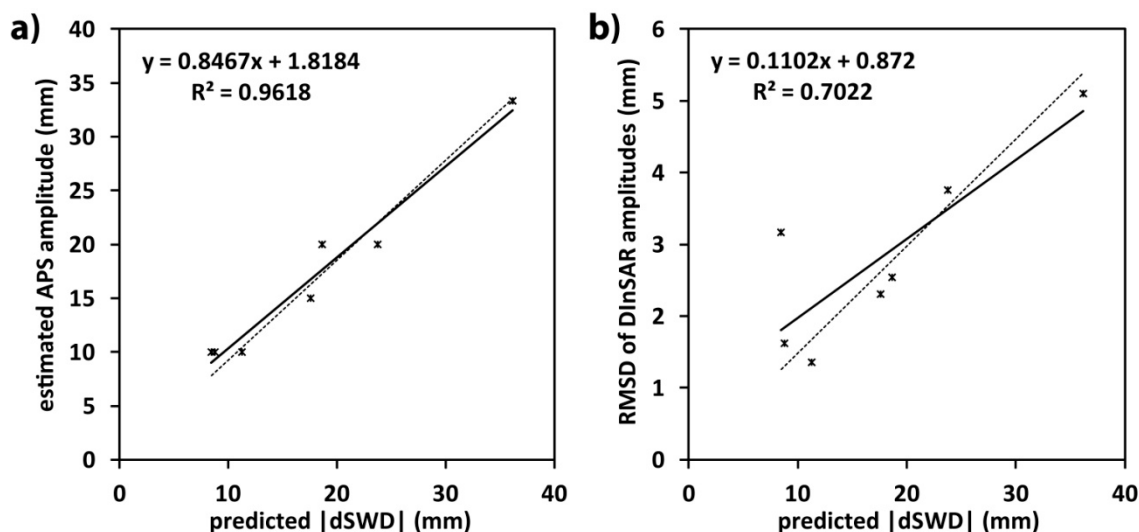 a)
y = 0.8467x + 1.8184
R² = 0.9618
estimated APS amplitude (mm)
40
35
30
25
20
15
10
5
0
0 10 20 30 40
predicted |dSWD| (mm)
b)
y = 0.1102x + 0.872
R² = 0.7022
RMSD of DInSAR amplitudes (mm)
6
5
4
3
2
1
0
0 10 20 30 40
predicted |dSWD| (mm)